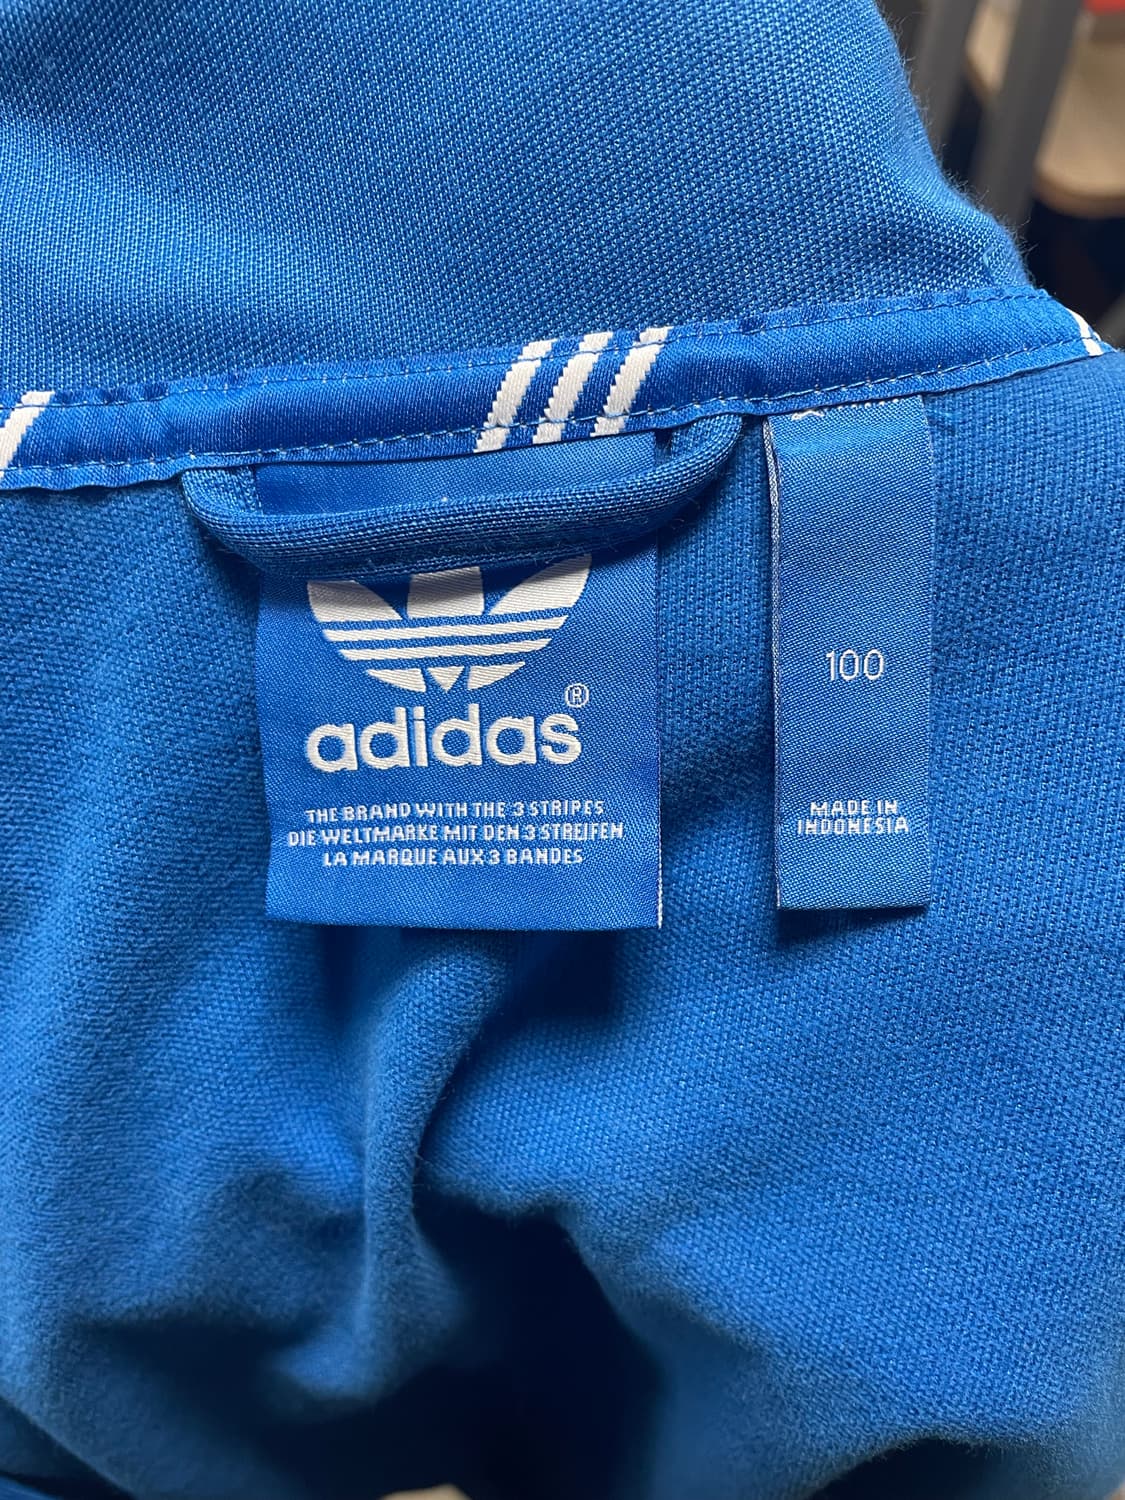 adidas®
THE BRAND WITH THE 3 STRIPES
DIE WELTMARKE MIT DEN 3 STREIFEN
LA MARQUE AUX 3 BANDES
100
MADE IN
INDONESIA